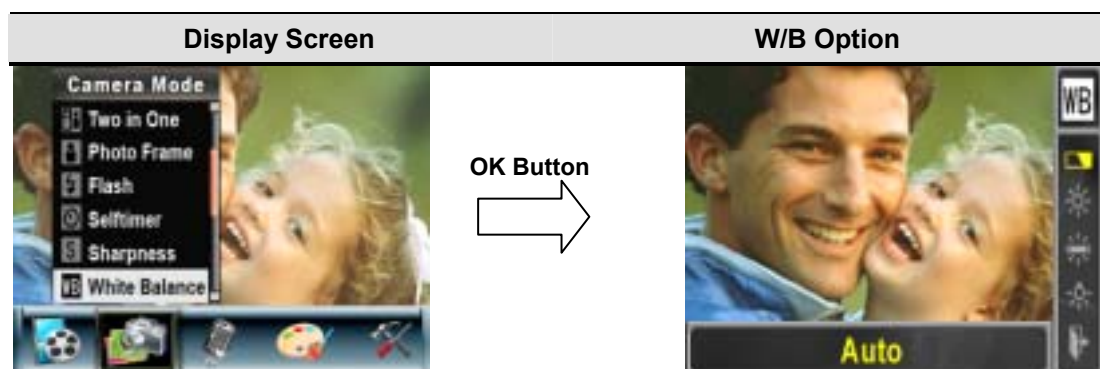 Display Screen
W/B Option
Camera Mode
Two in One
Photo Frame
Flash
Selftimer
Sharpness
WB White Balance
OK Button
WB
Auto